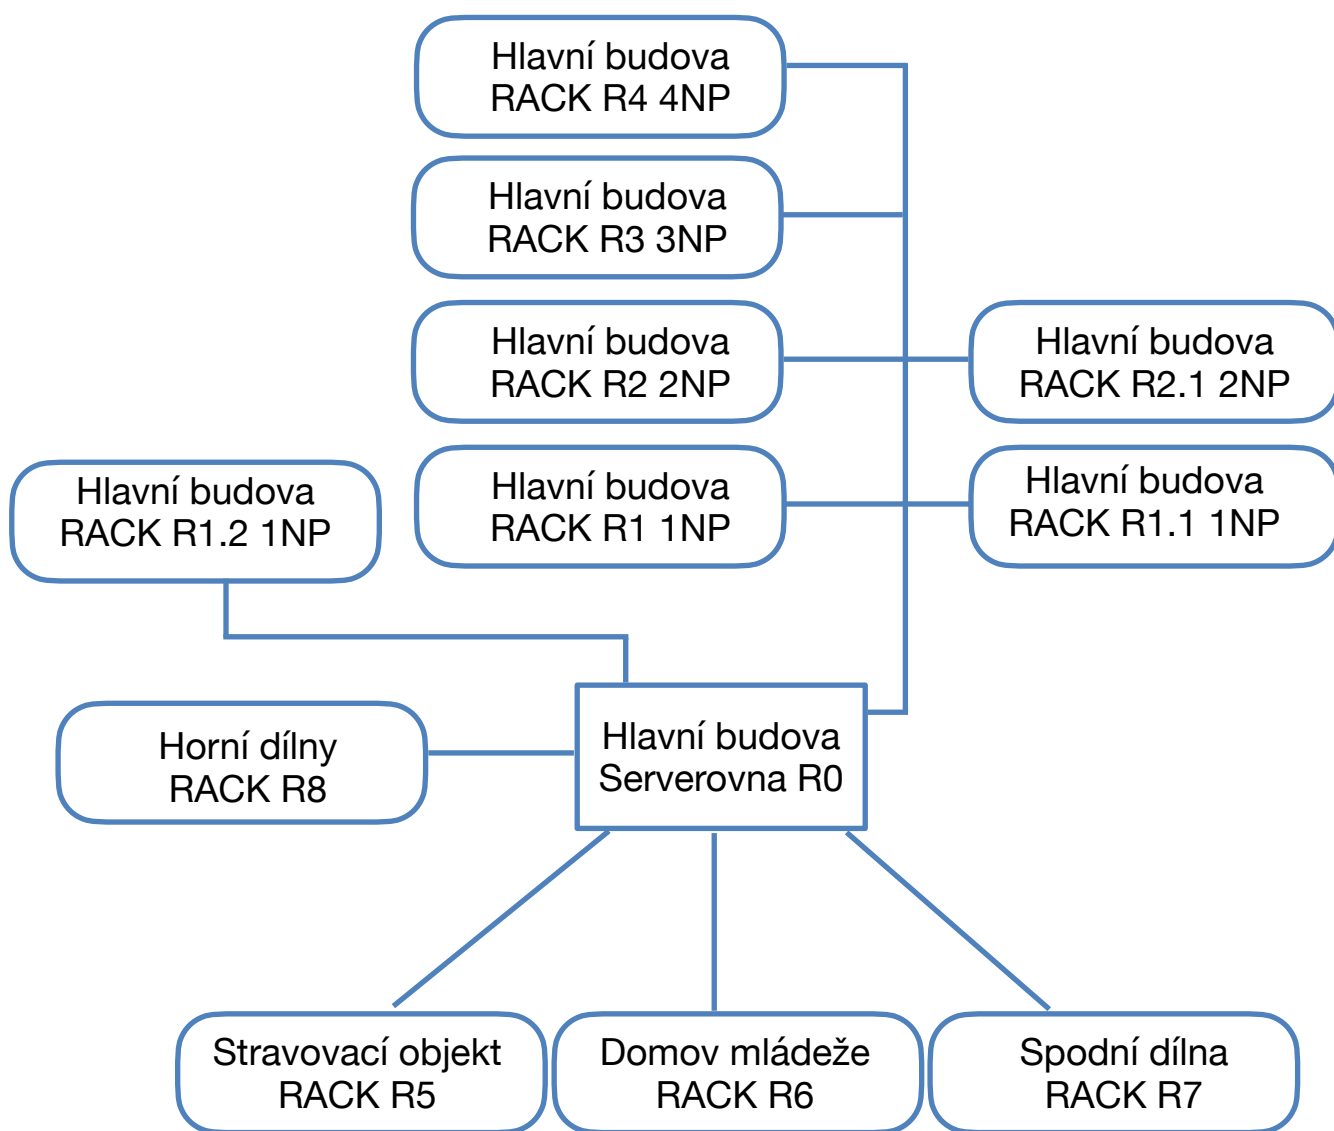 Hlavní budova
RACK R4 4NP
Hlavní budova
RACK R3 3NP
Hlavní budova
RACK R2 2NP
Hlavní budova
RACK R2.1 2NP
Hlavní budova
RACK R1.2 1NP
Hlavní budova
RACK R1 1NP
Hlavní budova
RACK R1.1 1NP
Horní dílny
RACK R8
Hlavní budova
Serverovna R0
Stravovací objekt
RACK R5
Domov mládeže
RACK R6
Spodní dílna
RACK R7